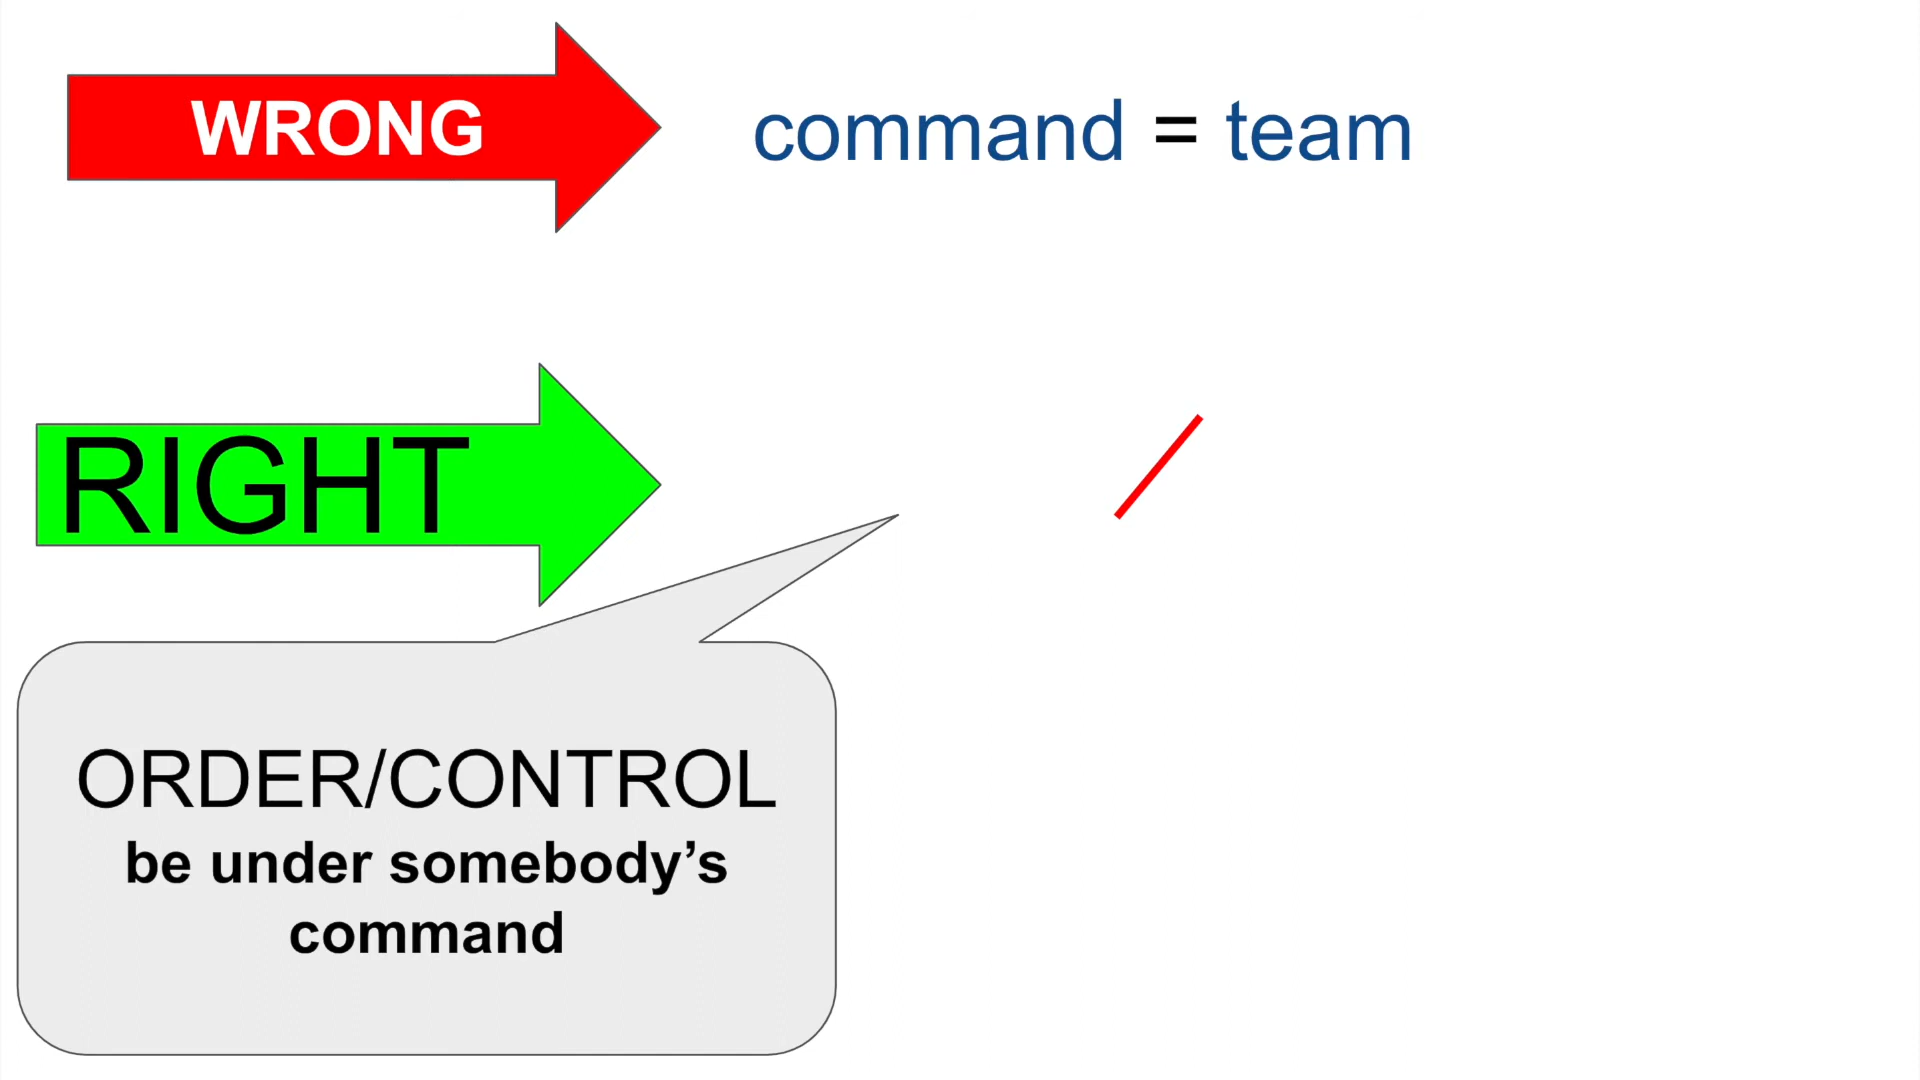 WRONG
command = team
RIGHT
ORDER/CONTROL
be under somebody’s
command